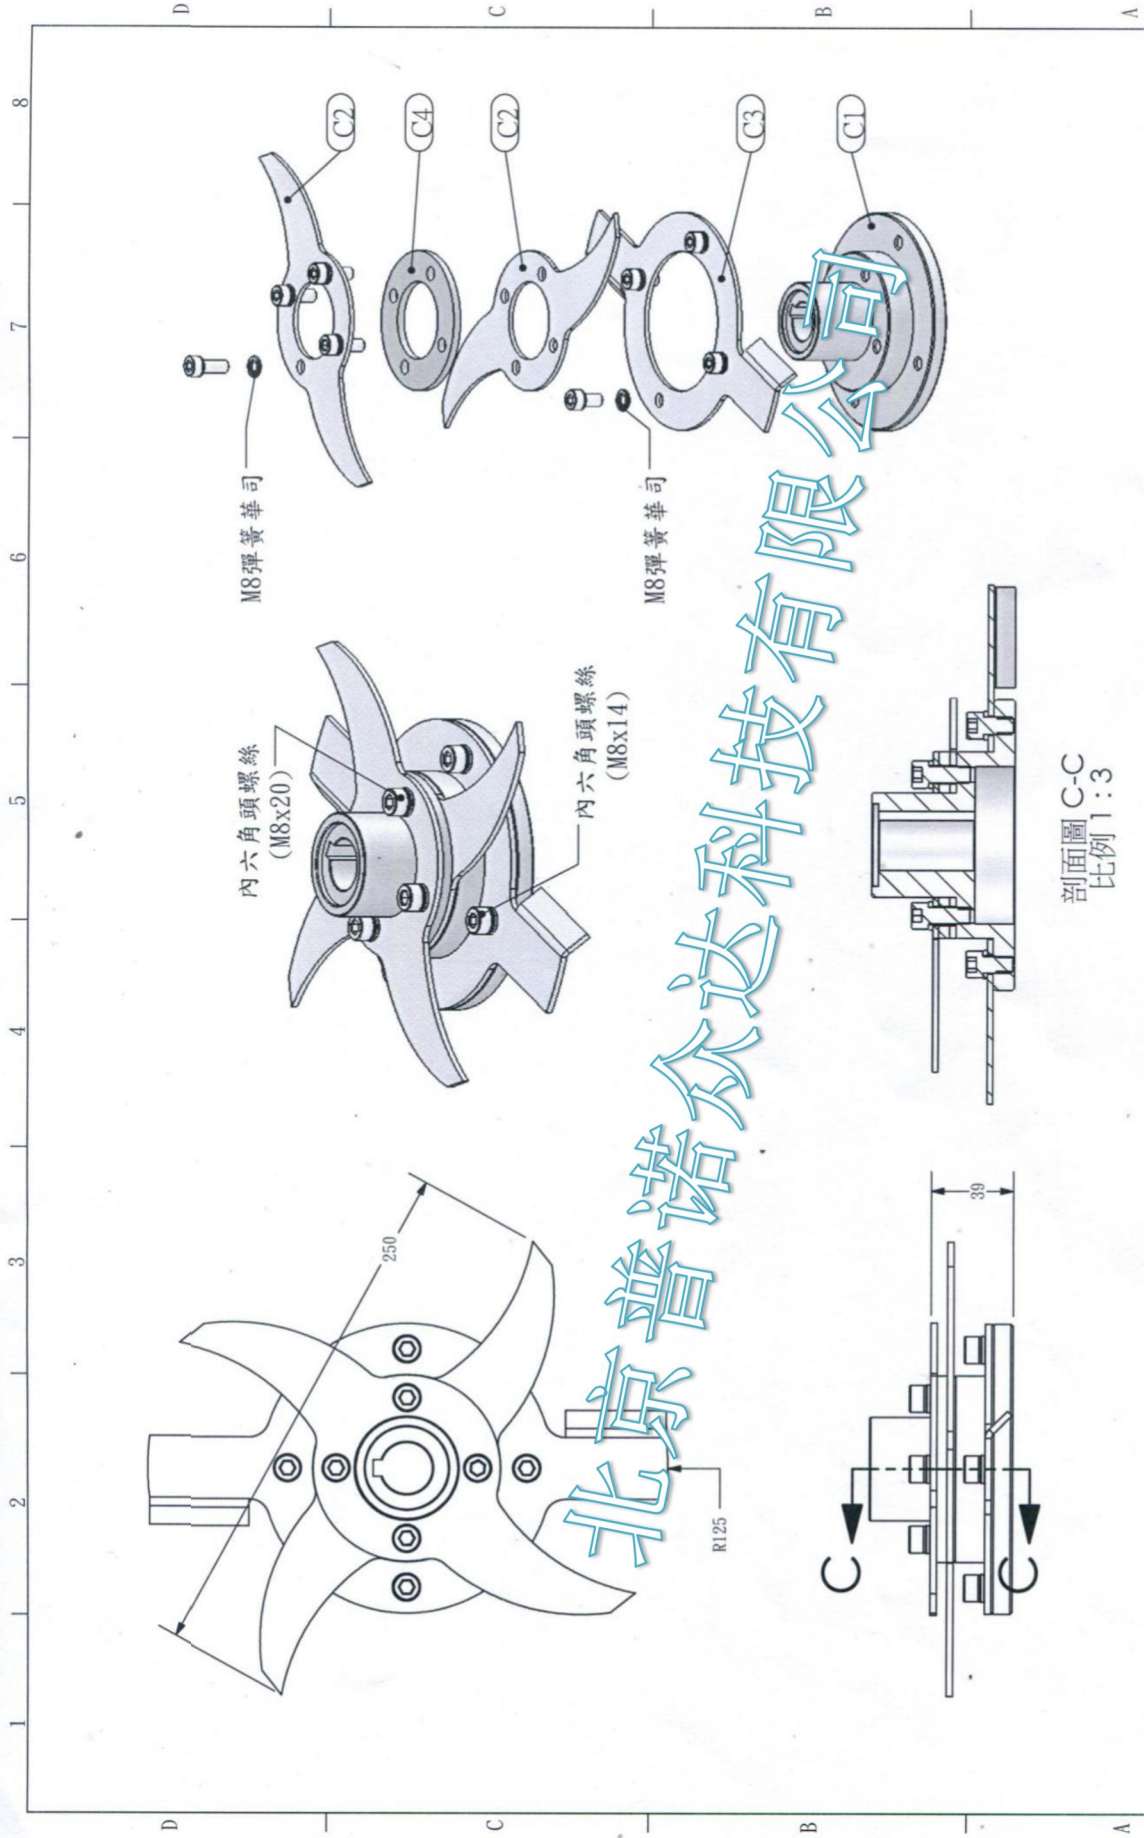 1 2 3 4 5 6 7 8
D
C
B
A
D
C
B
A
250
R125
內六角頭螺絲
(M8x20)
內六角頭螺絲
(M8x14)
M8彈簧華司
M8彈簧華司
C2
C4
C2
C3
C1
C
C
39
剖面圖 C-C
比例 1 : 3
北京普诺众达科技有限公司